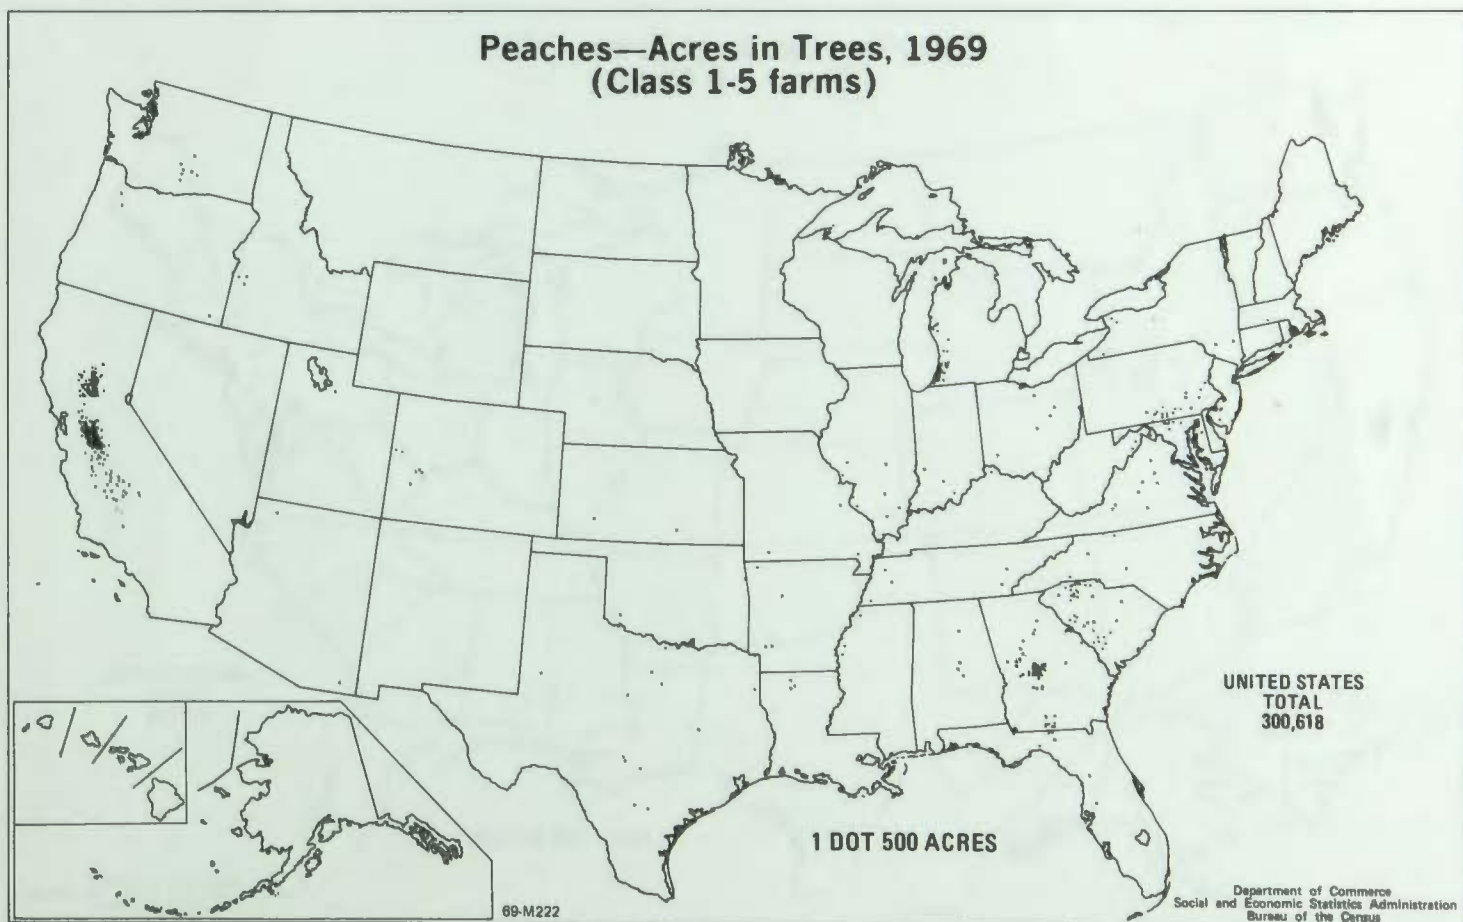 Peaches—Acres in Trees, 1969
(Class 1-5 farms)
UNITED STATES
TOTAL
300,618
1 DOT 500 ACRES
69-M222
Department of Commerce
Social and Economic Statistics Administration
Bureau of the Census